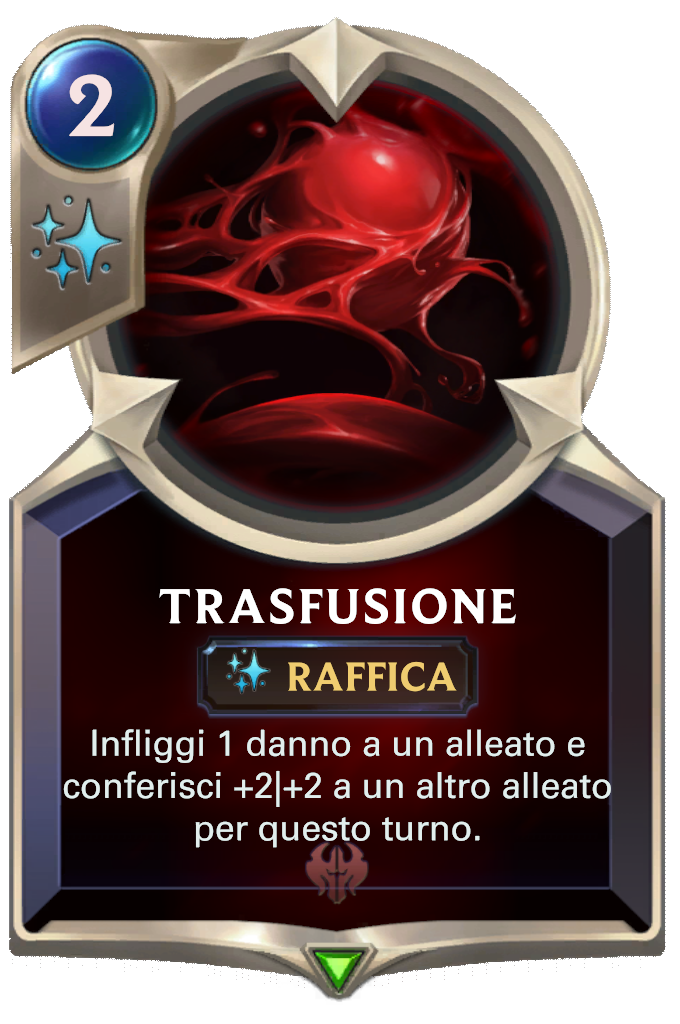 2
TRASFUSIONE
RAFFICA
Infliggi 1 danno a un alleato e
conferisci +2|+2 a un altro alleato
per questo turno.